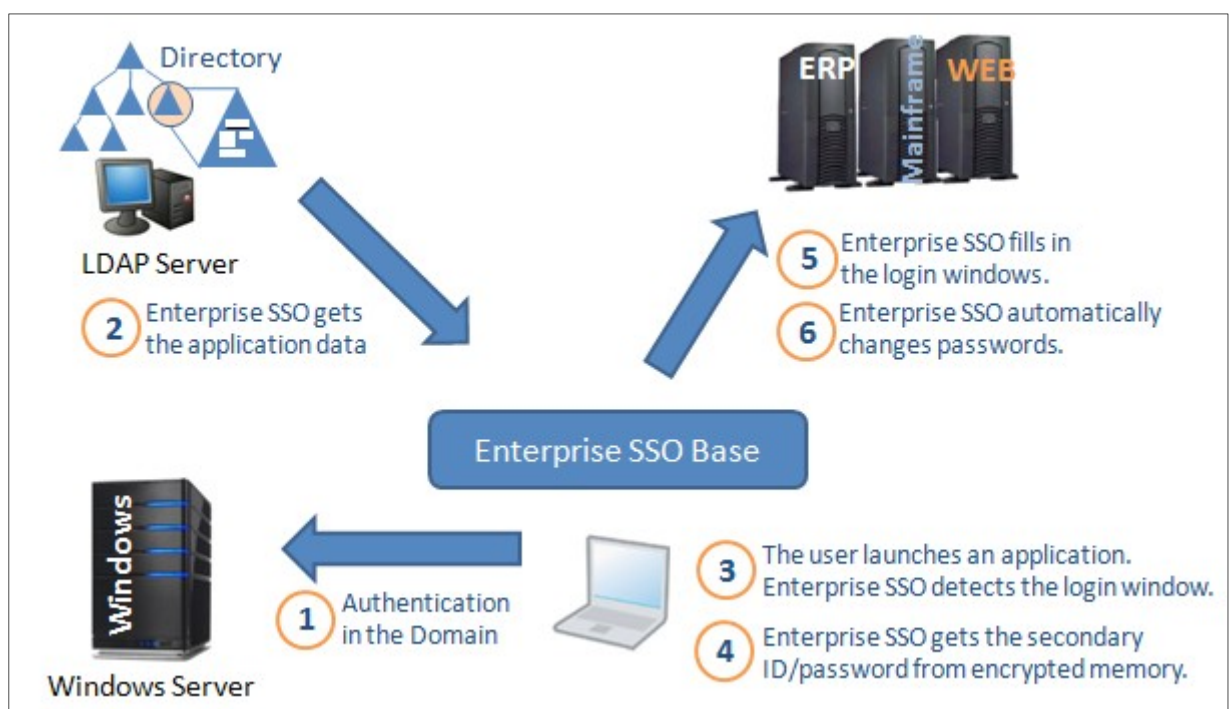 Directory
LDAP Server
2
Enterprise SSO gets
the application data
ERP
Mainframe
WEB
5
Enterprise SSO fills in
the login windows.
6
Enterprise SSO automatically
changes passwords.
Enterprise SSO Base
Windows
Windows Server
1
Authentication
in the Domain
3
The user launches an application.
Enterprise SSO detects the login window.
4
Enterprise SSO gets the secondary
ID/password from encrypted memory.